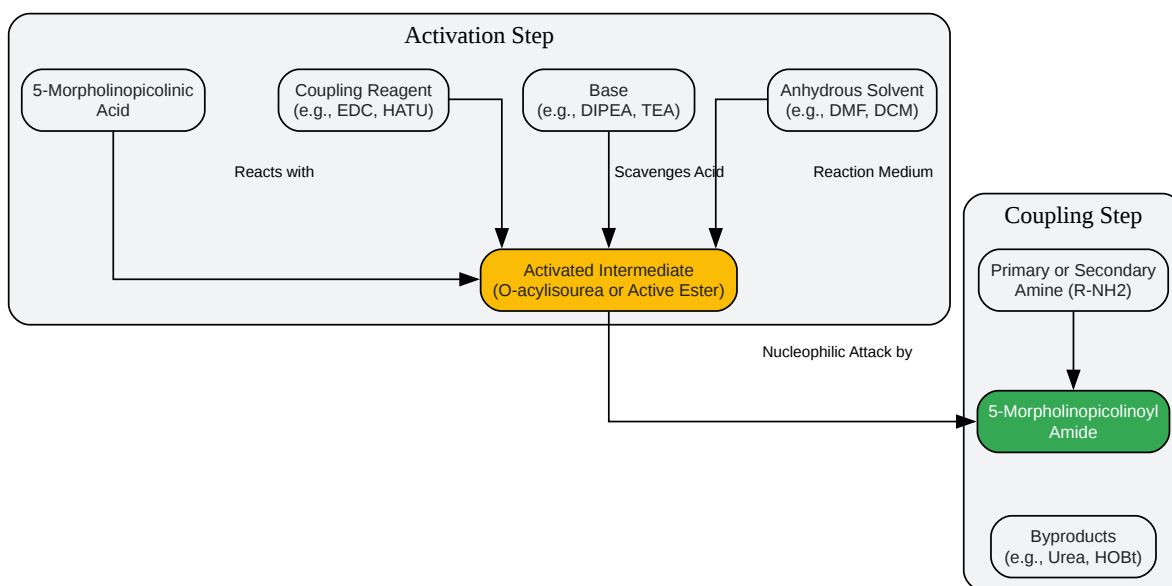 Activation Step
5-Morpholinopicolinic
Acid
Coupling Reagent
(e.g., EDC, HATU)
Base
(e.g., DIPEA, TEA)
Anhydrous Solvent
(e.g., DMF, DCM)
Reacts with
Scavenges Acid
Reaction Medium
Activated Intermediate
(O-acylisourea or Active Ester)
Nucleophilic Attack by
Coupling Step
Primary or Secondary
Amine (R-NH2)
5-Morpholinopicolinoyl
Amide
Byproducts
(e.g., Urea, HOBt)